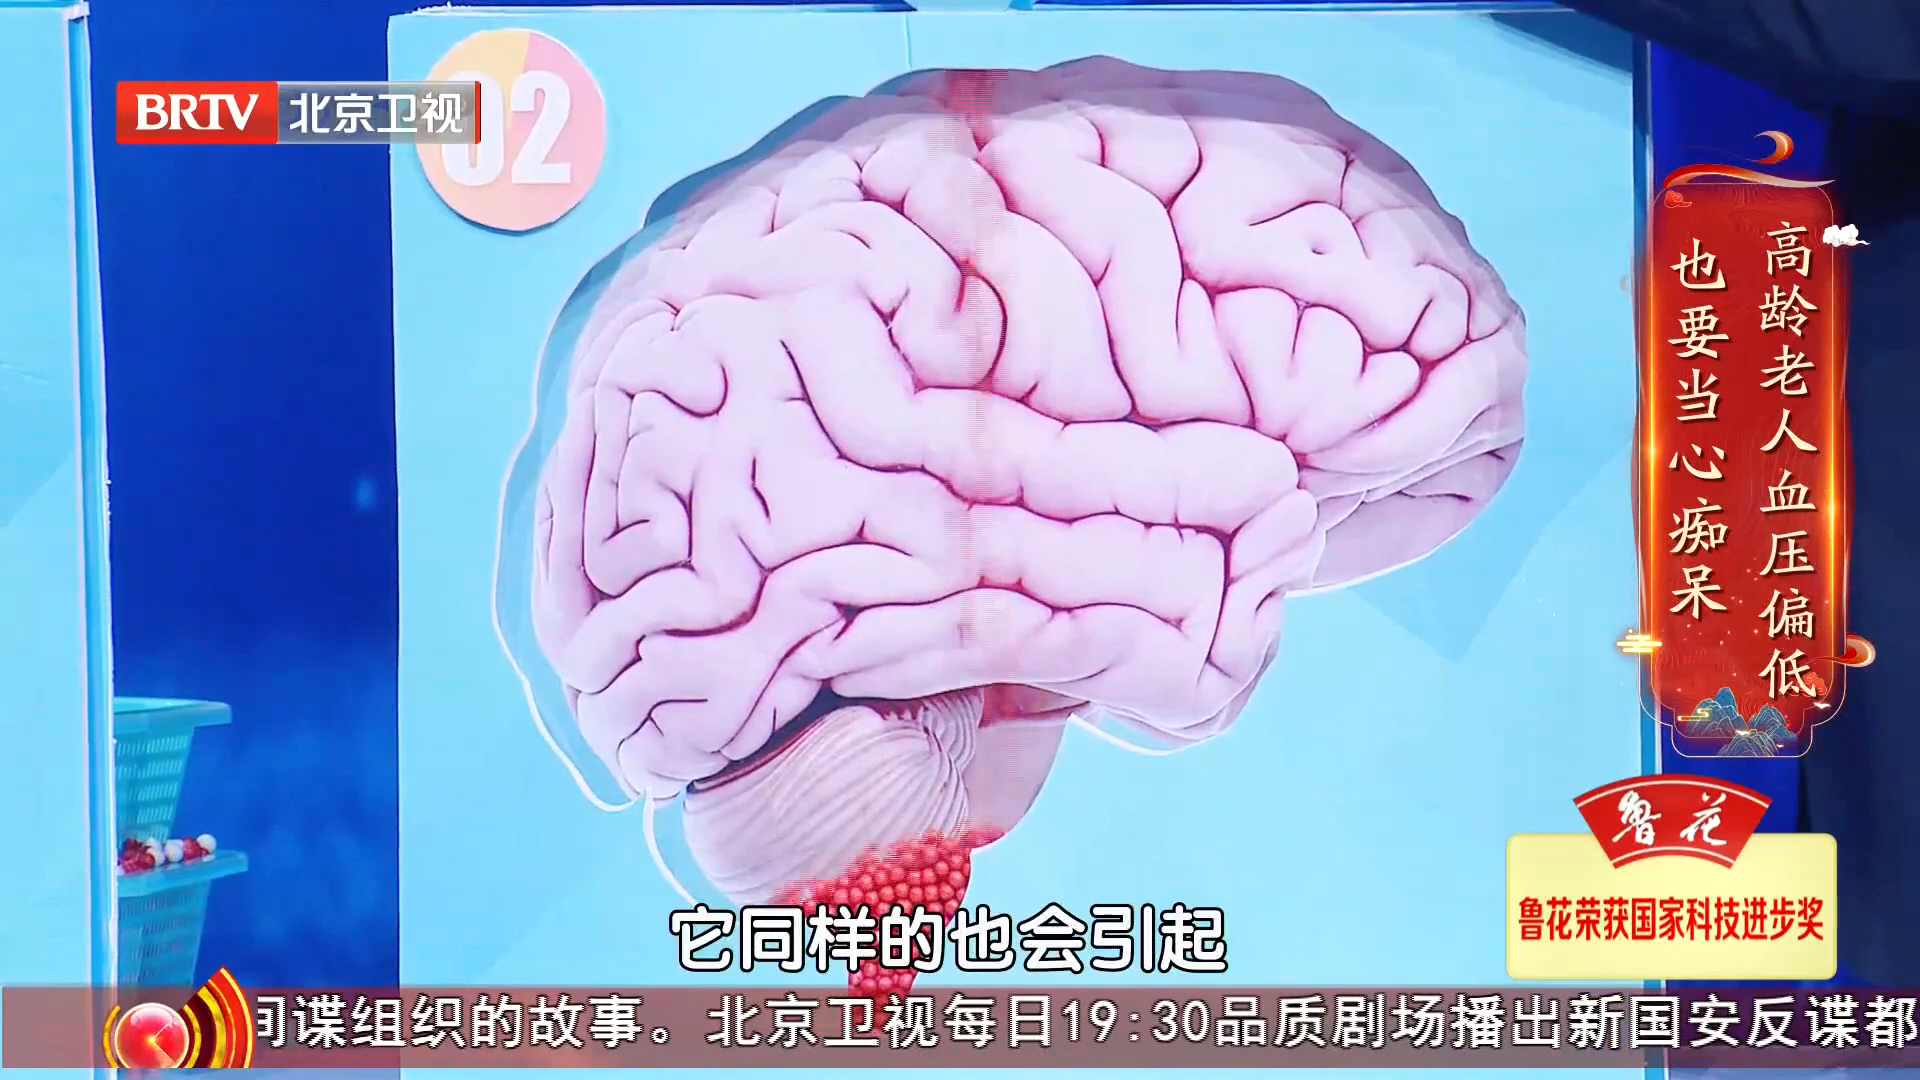 BRTV 北京卫视
02
高龄老人血压偏低
也要当心痴呆
鲁花
鲁花荣获国家科技进步奖
它同样的也会引起
间谍组织的故事。北京卫视每日19:30品质剧场播出新国安反谍都